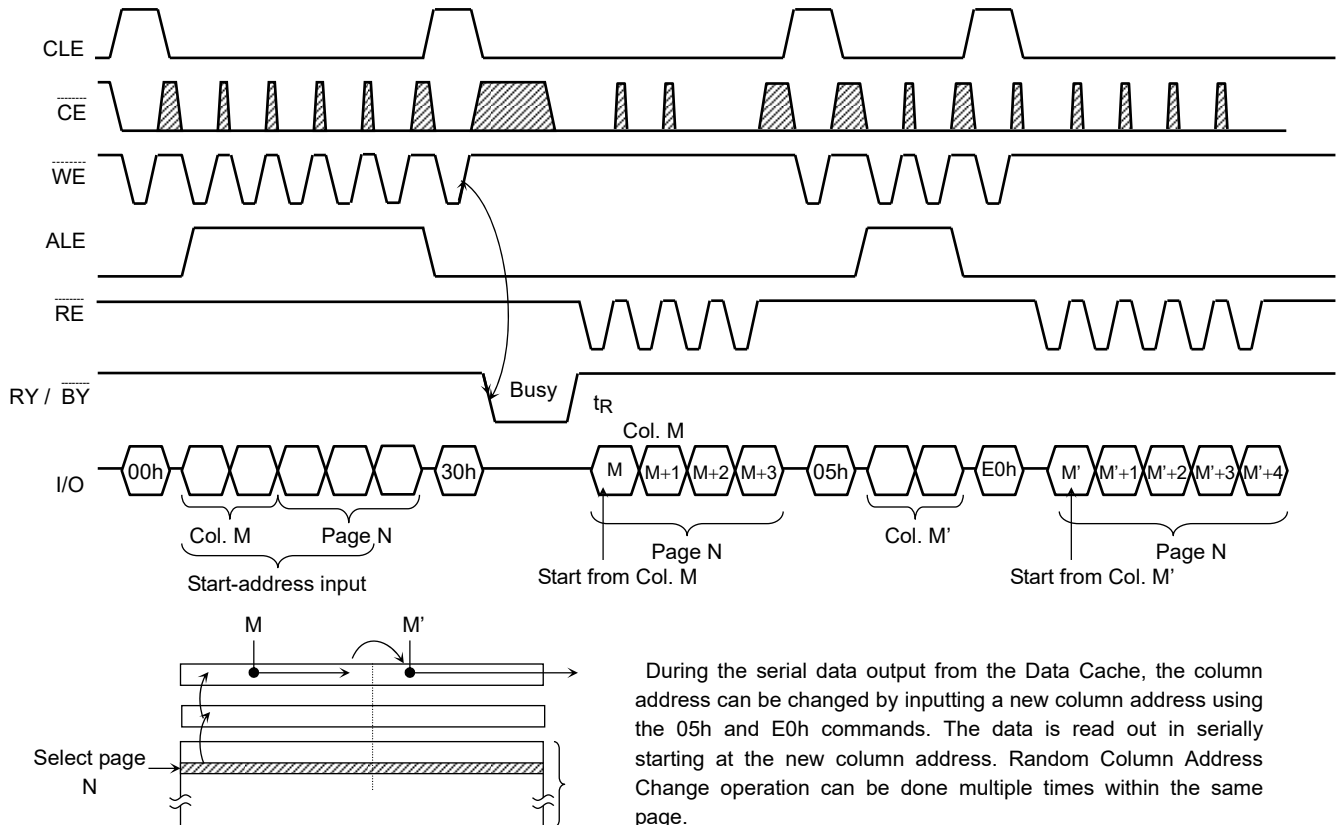 CLE
CE
WE
ALE
RE
RY / BY
Busy
tR
Col. M
I/O
00h
30h
M
M+1
M+2
M+3
05h
E0h
M'
M'+1
M'+2
M'+3
M'+4
Col. M
Page N
Start-address input
Page N
Start from Col. M
Col. M'
Page N
Start from Col. M'
M
M'
Select page
N
During the serial data output from the Data Cache, the column
address can be changed by inputting a new column address using
the 05h and E0h commands. The data is read out in serially
starting at the new column address. Random Column Address
Change operation can be done multiple times within the same
page.